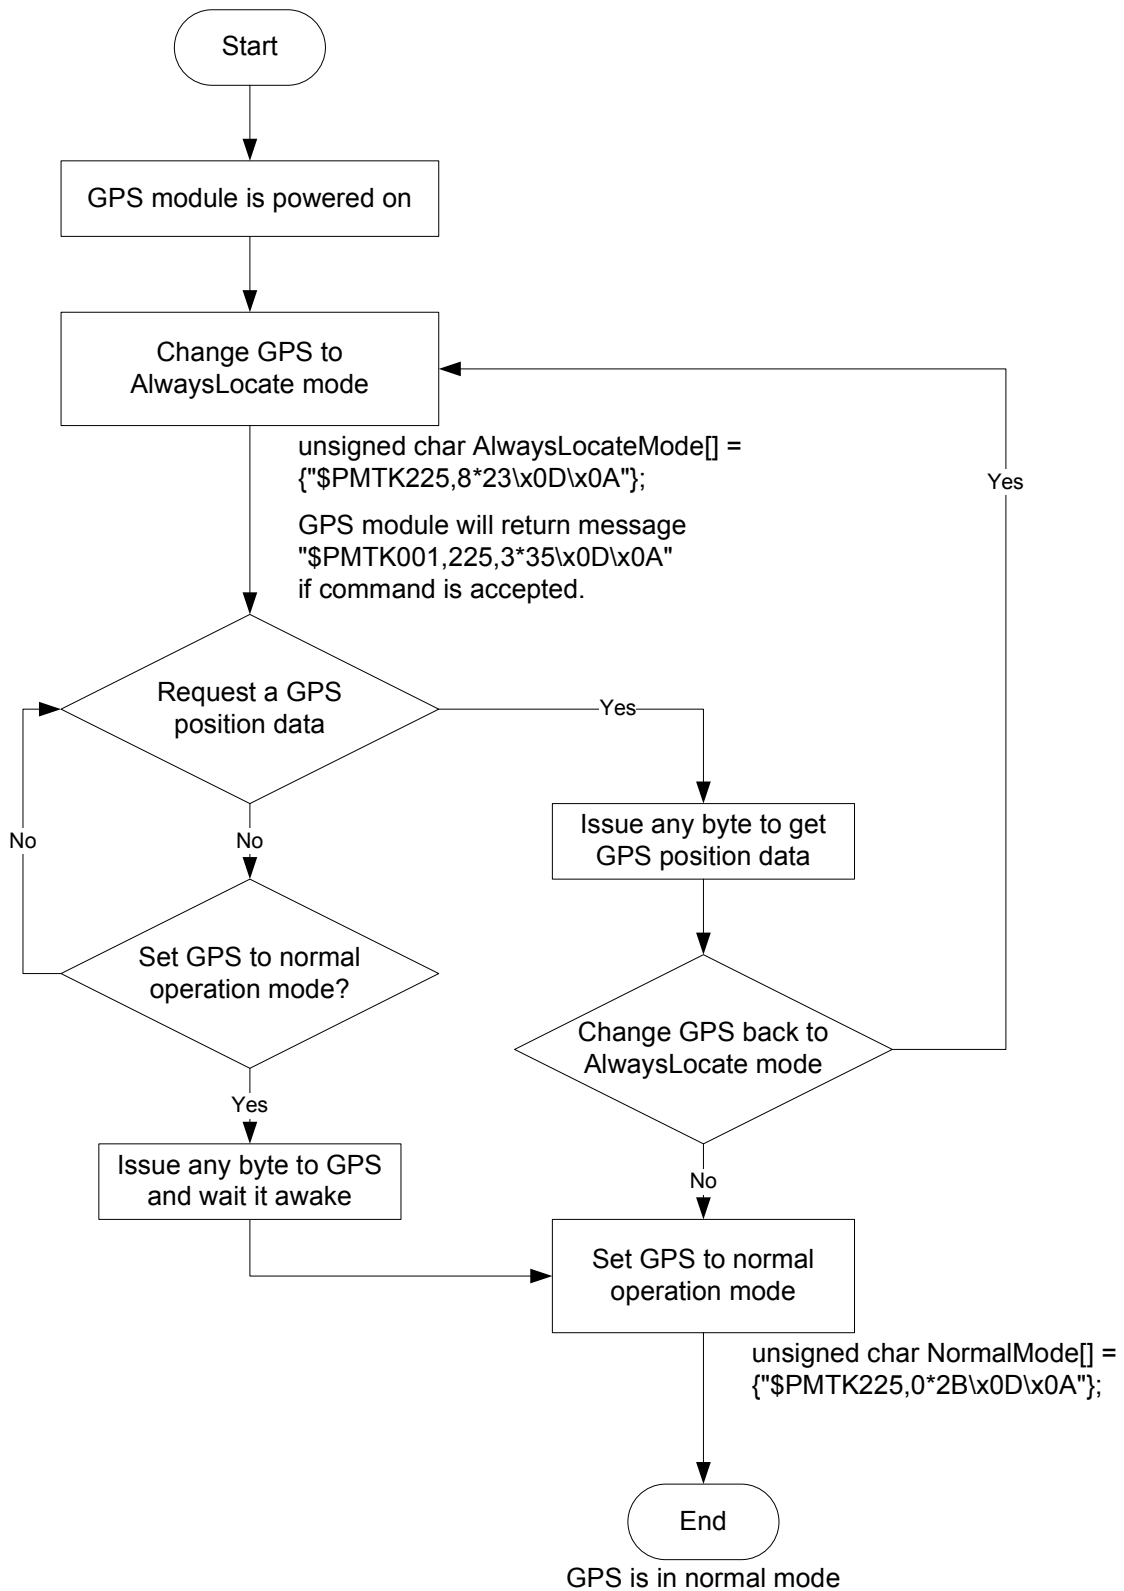 Start
GPS module is powered on
Change GPS to
AlwaysLocate mode
unsigned char AlwaysLocateMode[] =
{"$PMTK225,8*23\x0D\x0A"};
Yes
GPS module will return message
"$PMTK001,225,3*35\x0D\x0A"
if command is accepted.
Request a GPS
position data
Yes
No
No
Issue any byte to get
GPS position data
Set GPS to normal
operation mode?
Change GPS back to
AlwaysLocate mode
Yes
Issue any byte to GPS
and wait it awake
No
Set GPS to normal
operation mode
unsigned char NormalMode[] =
{"$PMTK225,0*2B\x0D\x0A"};
End
GPS is in normal mode